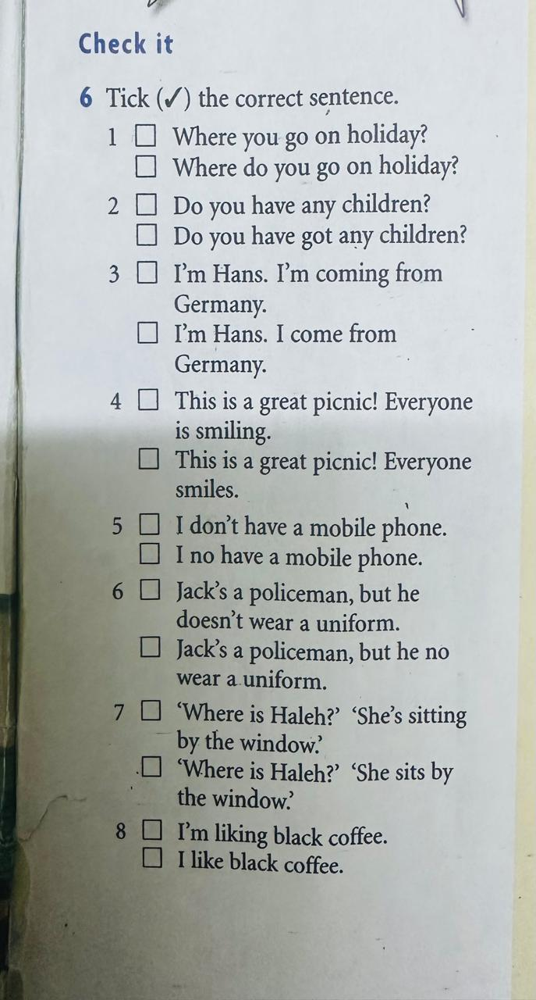 Check it
6 Tick (✓) the correct sentence.
1 ☐ Where you go on holiday?
☐ Where do you go on holiday?
2 ☐ Do you have any children?
☐ Do you have got any children?
3 ☐ I'm Hans. I'm coming from
Germany.
☐ I'm Hans. I come from
Germany.
4 ☐ This is a great picnic! Everyone
is smiling.
☐ This is a great picnic! Everyone
smiles.
5 ☐ I don't have a mobile phone.
☐ I no have a mobile phone.
6 ☐ Jack's a policeman, but he
doesn't wear a uniform.
☐ Jack's a policeman, but he no
wear a uniform.
7 ☐ ‘Where is Haleh?’ ‘She's sitting
by the window.’
☐ ‘Where is Haleh?’ ‘She sits by
the window.’
8 ☐ I'm liking black coffee.
☐ I like black coffee.